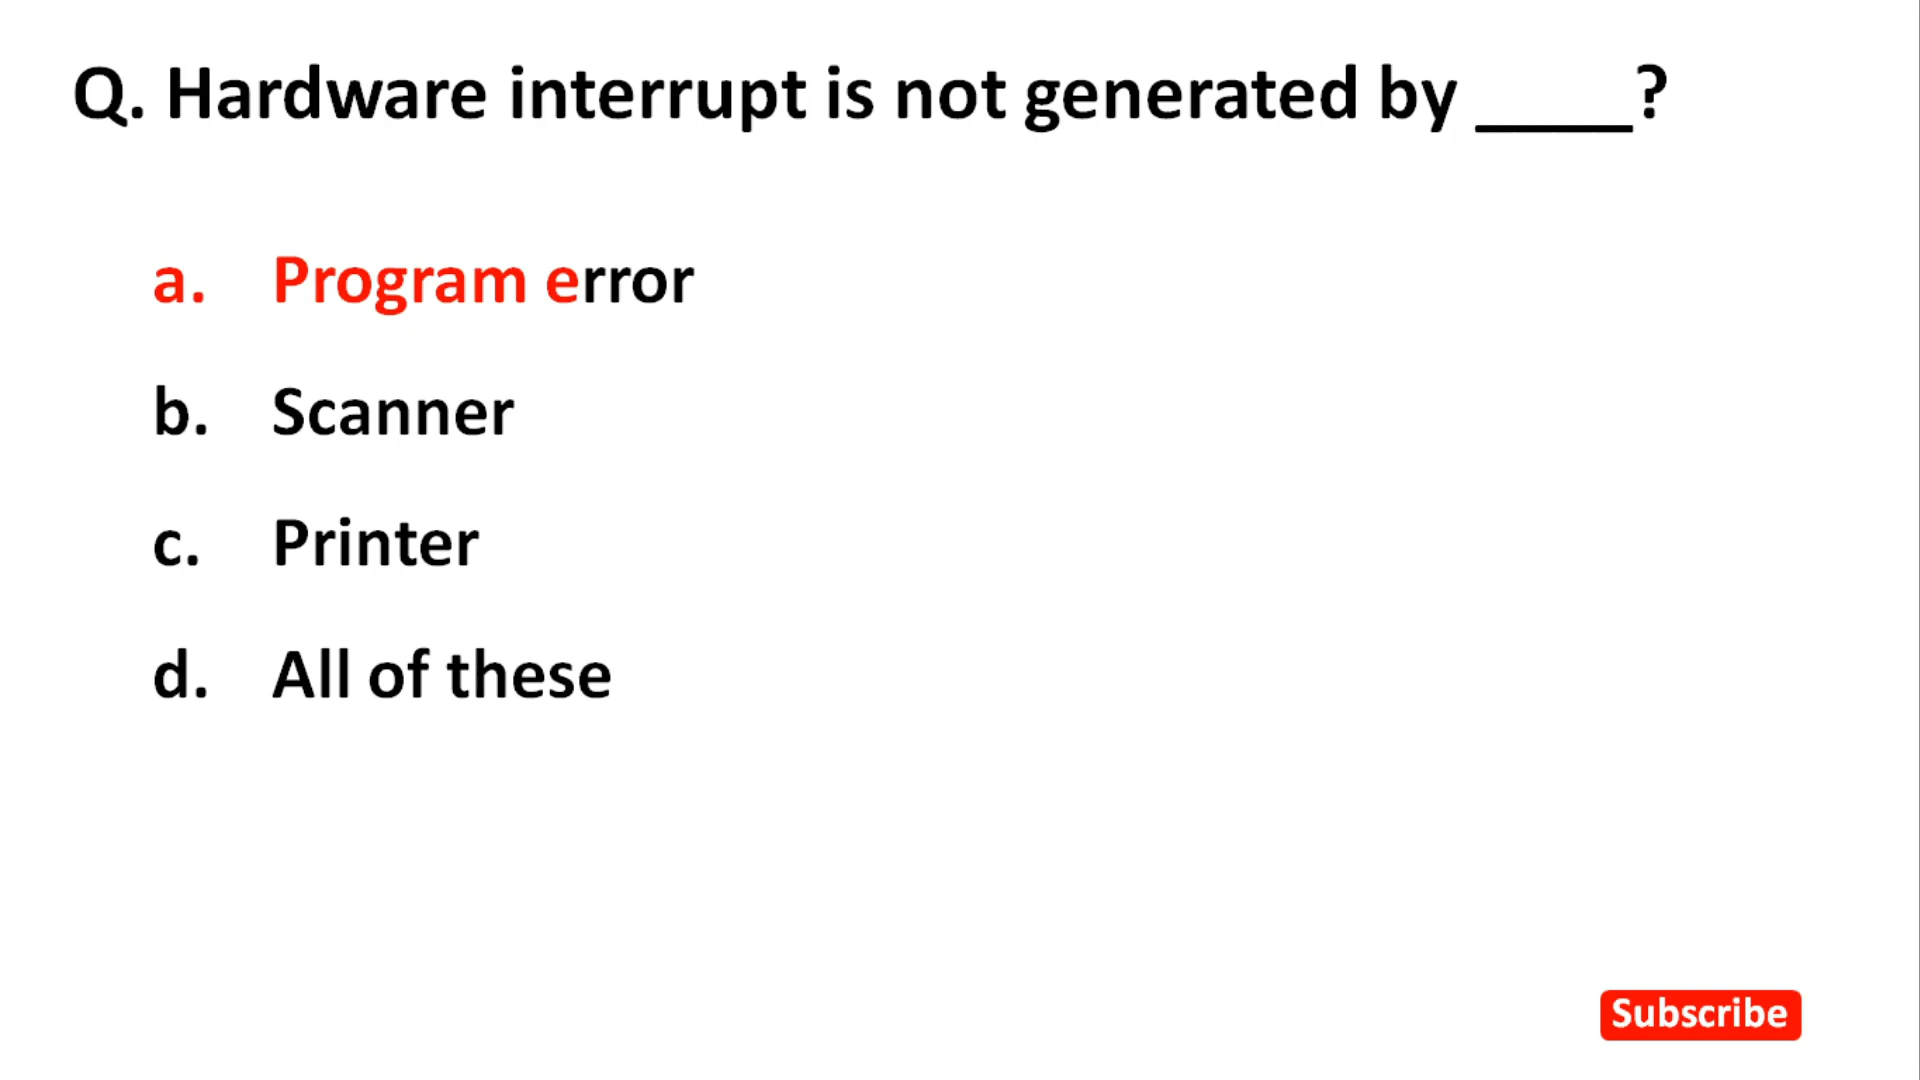 Q. Hardware interrupt is not generated by ____?
a. Program error
b. Scanner
c. Printer
d. All of these
Subscribe